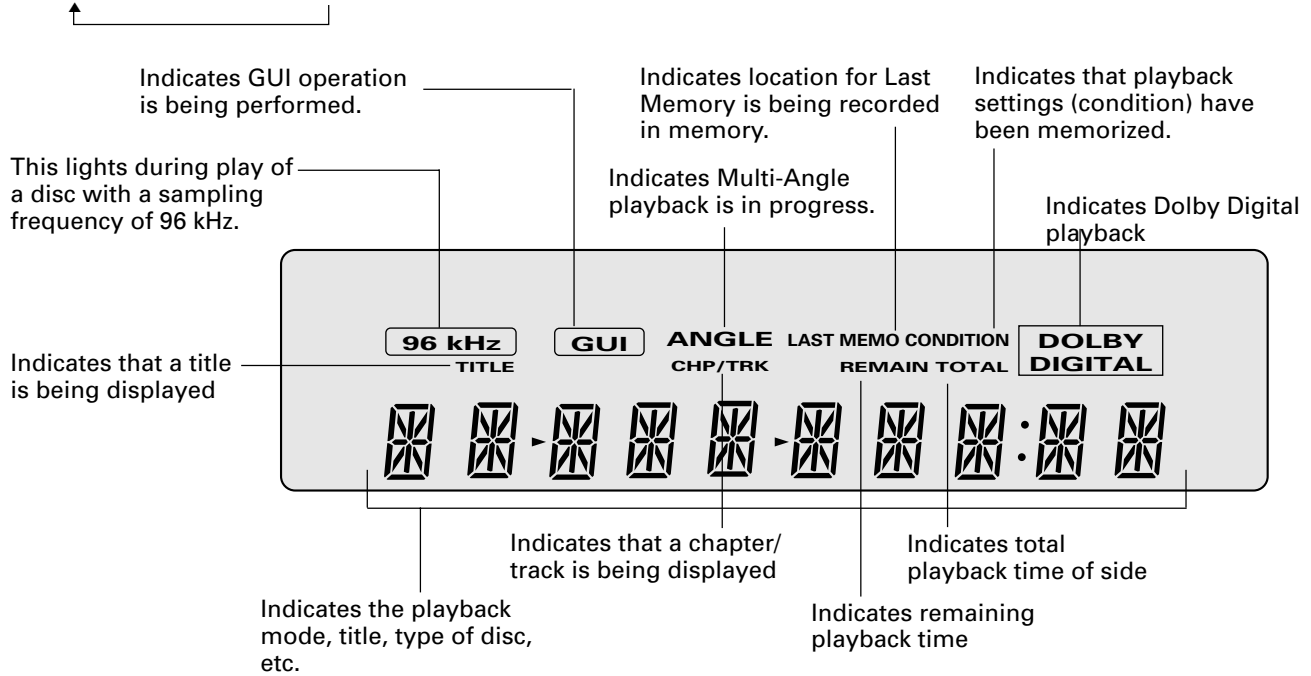 Indicates GUI operation
is being performed.
Indicates location for Last
Memory is being recorded
in memory.
Indicates that playback
settings (condition) have
been memorized.
This lights during play of
a disc with a sampling
frequency of 96 kHz.
Indicates Multi-Angle
playback is in progress.
Indicates Dolby Digital
playback
96 kHz GUI ANGLE LAST MEMO CONDITION DOLBY
TITLE CHP/TRK REMAIN TOTAL DIGITAL
Indicates that a title
is being displayed
Indicates that a chapter/
track is being displayed
Indicates total
playback time of side
Indicates the playback
mode, title, type of disc,
etc.
Indicates remaining
playback time